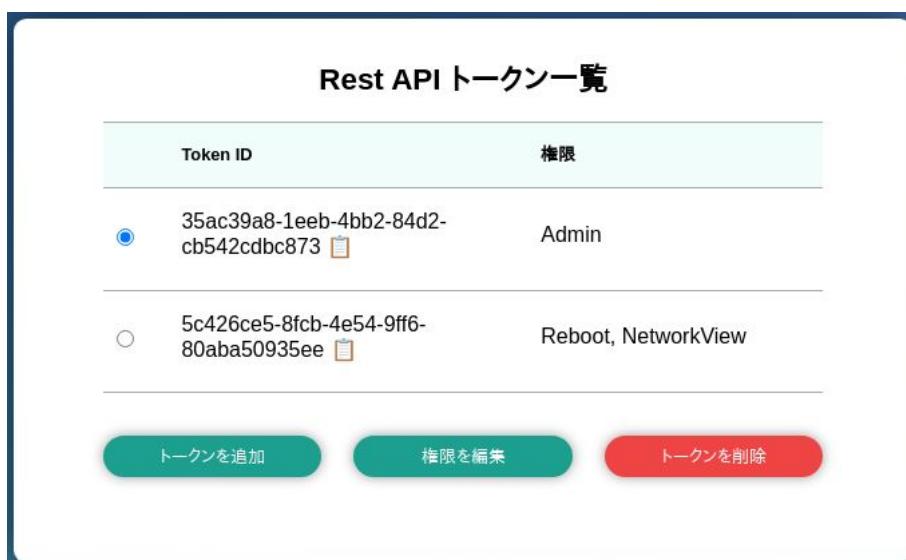 Rest API トークン一覧
Token ID 権限
35ac39a8-1eeb-4bb2-84d2-
cb542cdbc873 📋 Admin
5c426ce5-8fcb-4e54-9ff6-
80aba50935ee 📋 Reboot, NetworkView
トークンを追加 権限を編集 トークンを削除